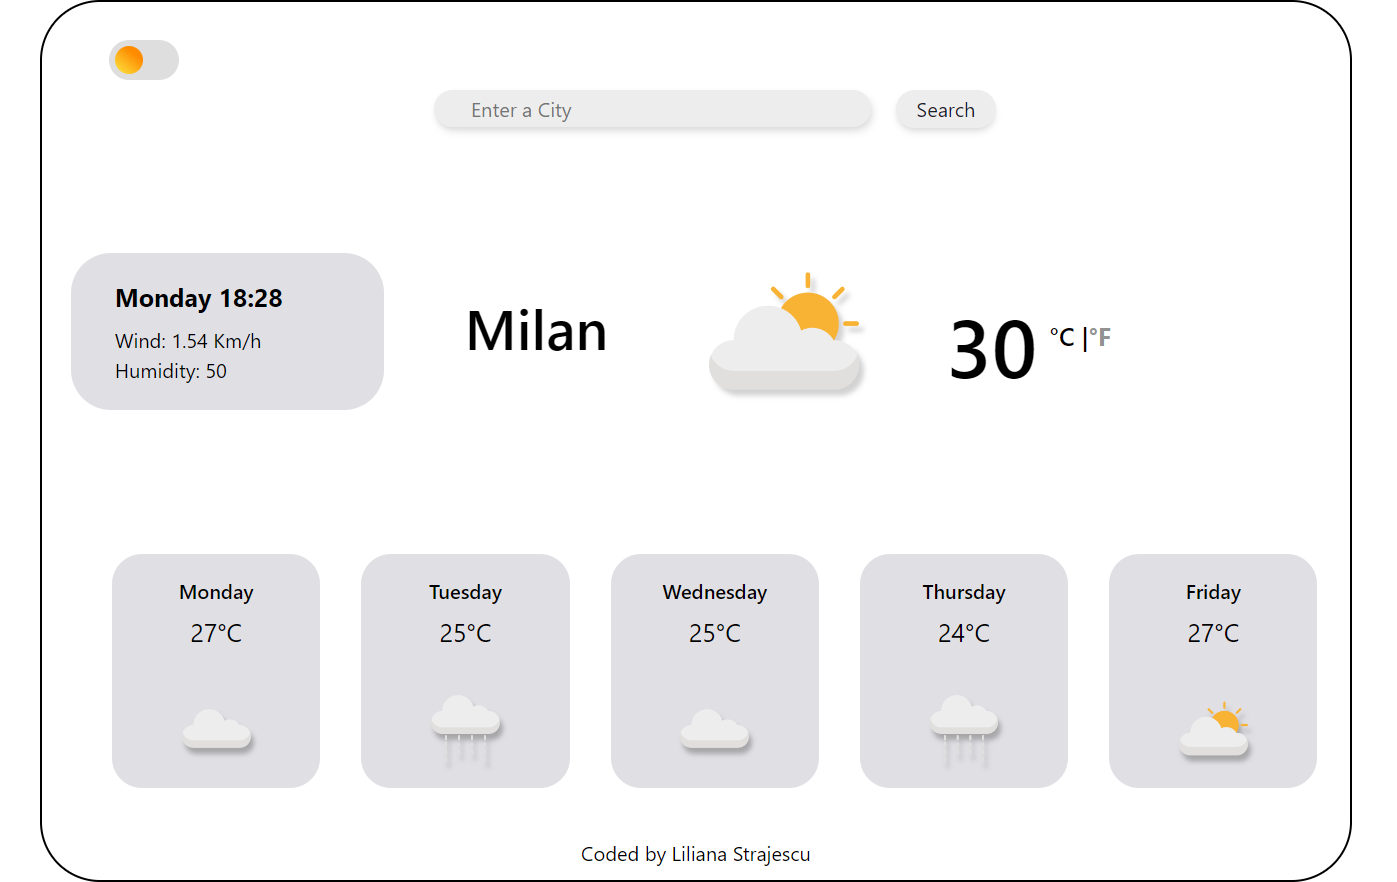 Enter a City
Search
Monday 18:28
Wind: 1.54 Km/h
Humidity: 50
Milan
30 °C |°F
Monday
27°C
Tuesday
25°C
Wednesday
25°C
Thursday
24°C
Friday
27°C
Coded by Liliana Strajescu